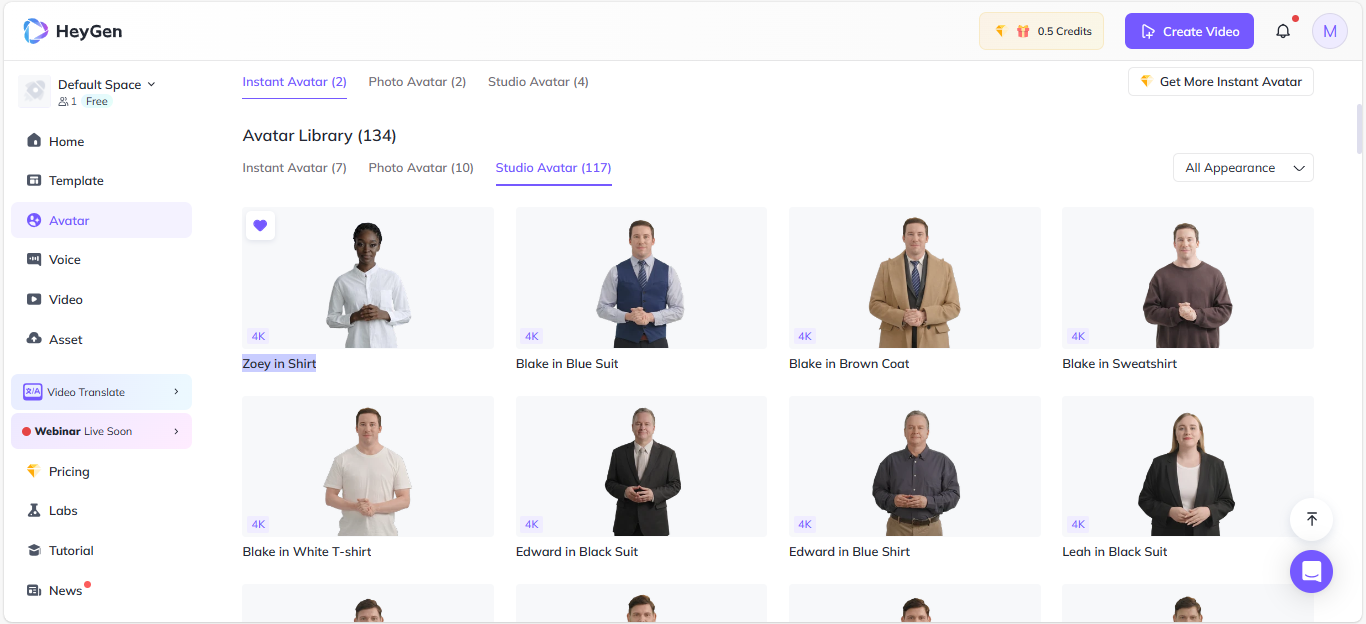 HeyGen
0.5 Credits
Create Video
M
Default Space
1 Free
Home
Template
Avatar
Voice
Video
Asset
Video Translate
Webinar Live Soon
Pricing
Labs
Tutorial
News
Instant Avatar (2) Photo Avatar (2) Studio Avatar (4)
Get More Instant Avatar
Avatar Library (134)
Instant Avatar (7) Photo Avatar (10) Studio Avatar (117)
All Appearance
4K 4K 4K 4K
Zoey in Shirt Blake in Blue Suit Blake in Brown Coat Blake in Sweatshirt
4K 4K 4K 4K
Blake in White T-shirt Edward in Black Suit Edward in Blue Shirt Leah in Black Suit